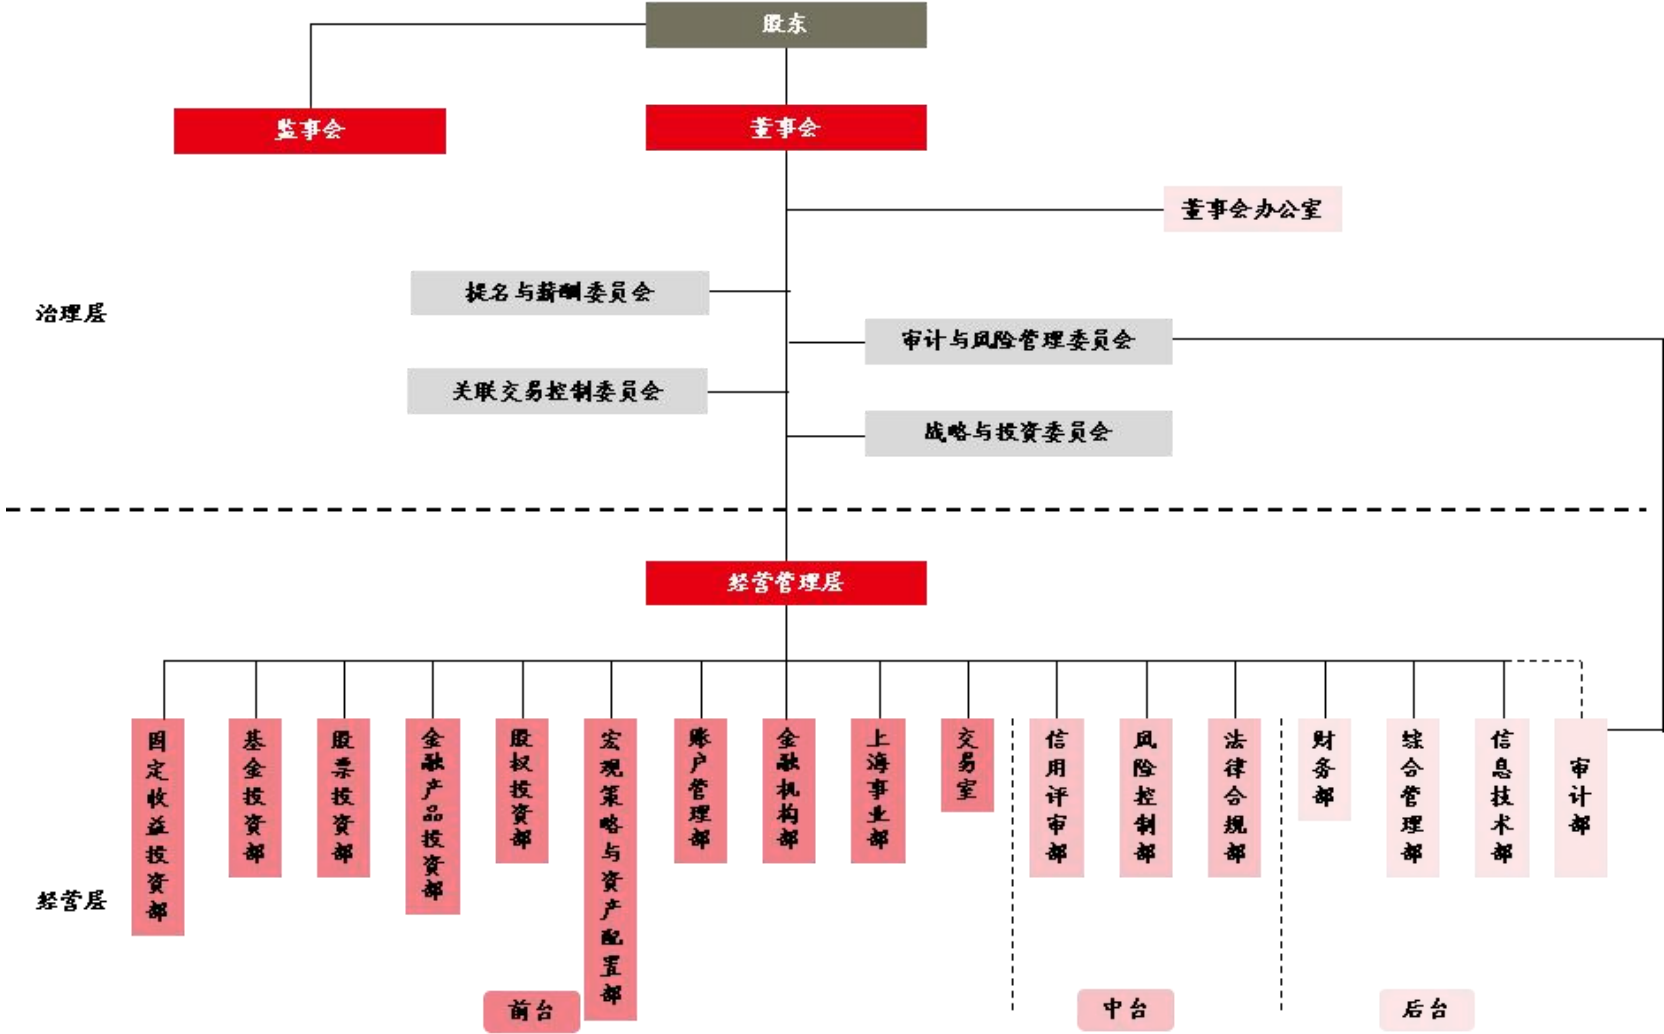 股东
监事会
董事会
董事会办公室
提名与薪酬委员会
治理层
审计与风险管理委员会
关联交易控制委员会
战略与投资委员会
经营管理层
固定收益投资部
基金投资部
股票投资部
金融产品投资部
股权投资部
宏观策略与资产配置部
账户管理部
金融机构部
上海事业部
交易室
信用评审部
风险控制部
法律合规部
财务部
综合管理部
信息技术部
审计部
经营层
前台
中台
后台